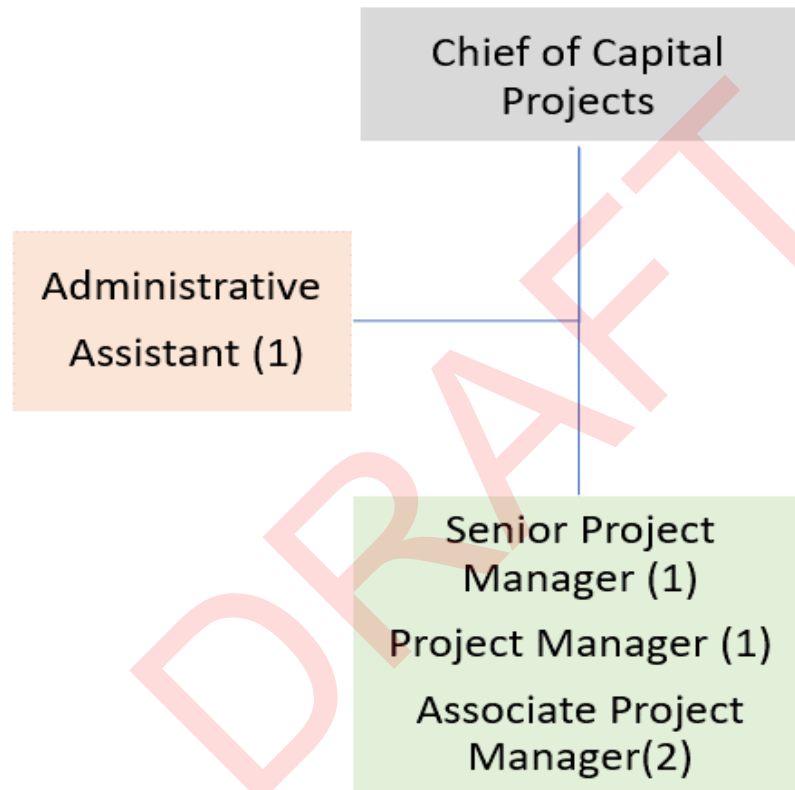 Chief of Capital
Projects
Administrative
Assistant (1)
Senior Project
Manager (1)
Project Manager (1)
Associate Project
Manager(2)
DRAFT